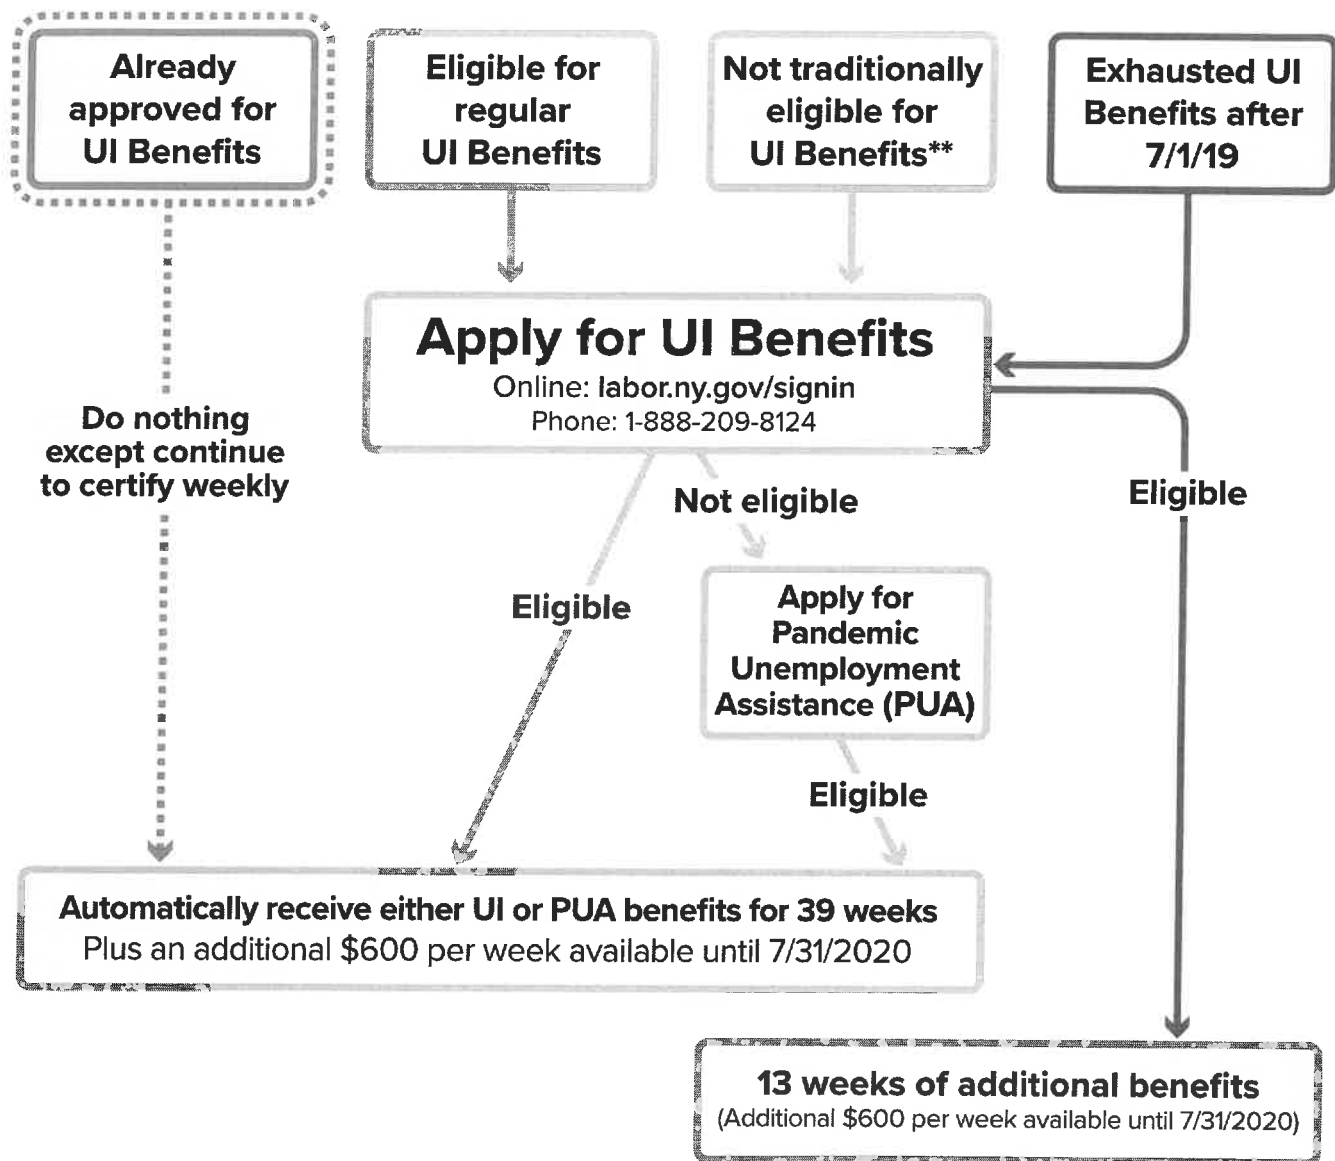 Already
approved for
UI Benefits
Eligible for
regular
UI Benefits
Not traditionally
eligible for
UI Benefits**
Exhausted UI
Benefits after
7/1/19
Apply for UI Benefits
Online: labor.ny.gov/signin
Phone: 1-888-209-8124
Do nothing
except continue
to certify weekly
Not eligible
Eligible
Eligible
Apply for
Pandemic
Unemployment
Assistance (PUA)
Eligible
Automatically receive either UI or PUA benefits for 39 weeks
Plus an additional $600 per week available until 7/31/2020
13 weeks of additional benefits
(Additional $600 per week available until 7/31/2020)